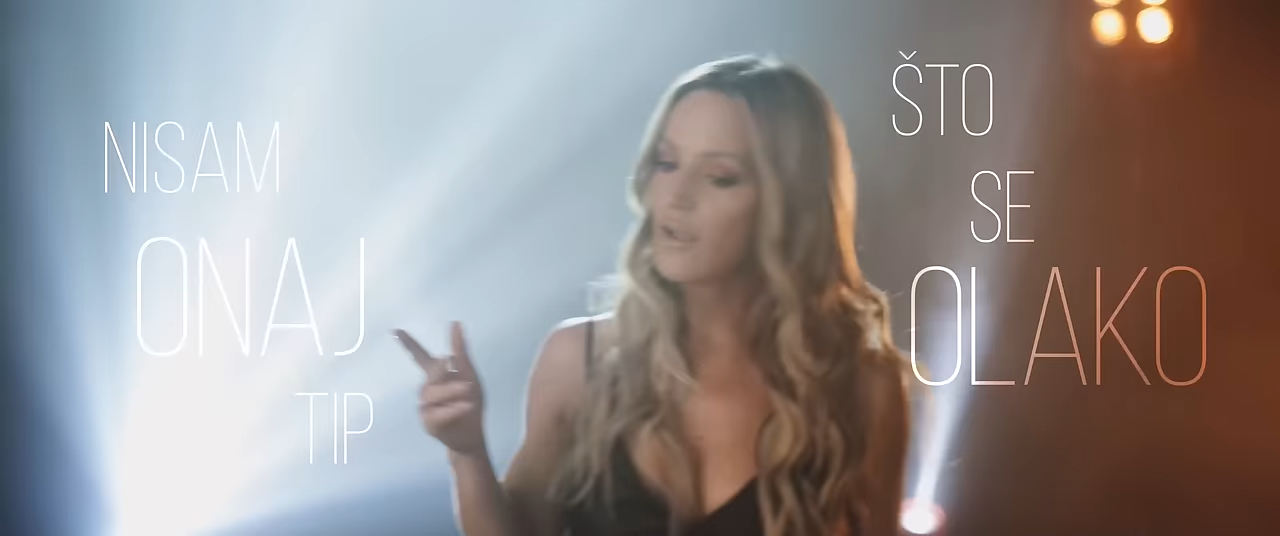 NISAM
ONAJ
TIP
ŠTO
SE
OLAKO